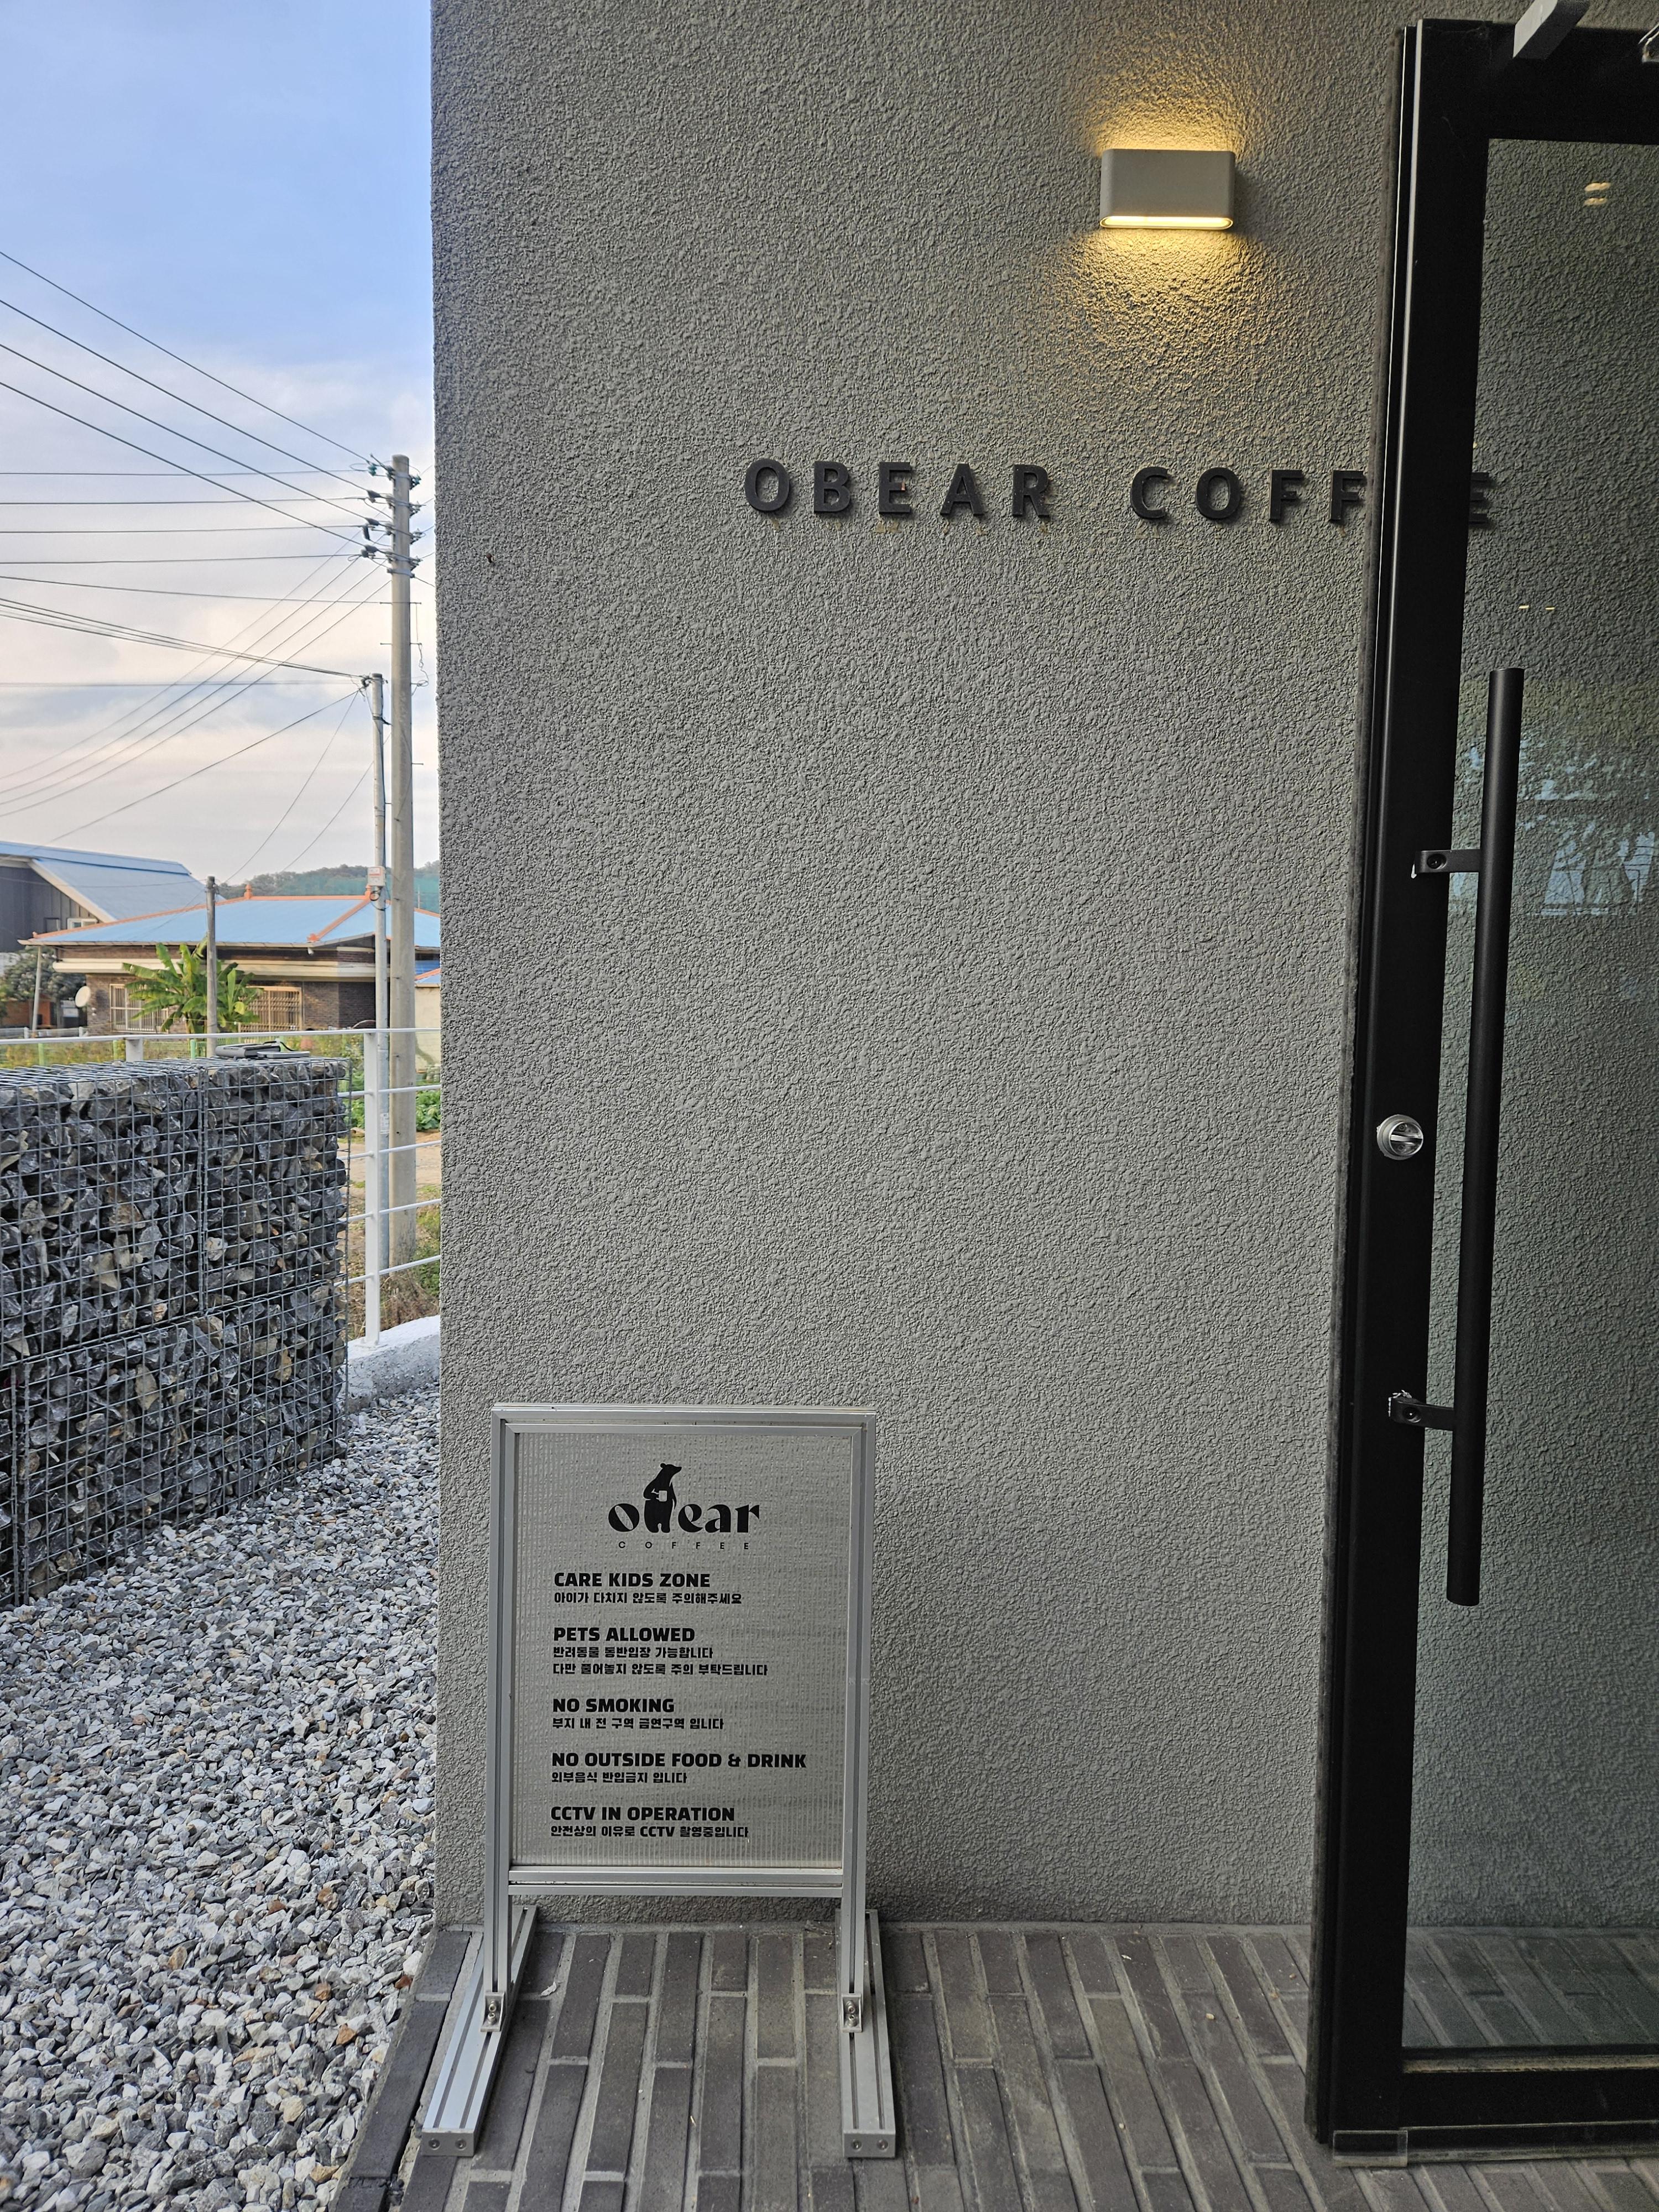 OBEAR COFFEE
obear
COFFEE
CARE KIDS ZONE
아이가 다치지 않도록 주의해주세요
PETS ALLOWED
반려동물 동반입장 가능합니다
다만 풀어놓지 않도록 주의 부탁드립니다
NO SMOKING
부지 내 전 구역 금연구역 입니다
NO OUTSIDE FOOD & DRINK
외부음식 반입금지 입니다
CCTV IN OPERATION
안전상의 이유로 CCTV 촬영중입니다